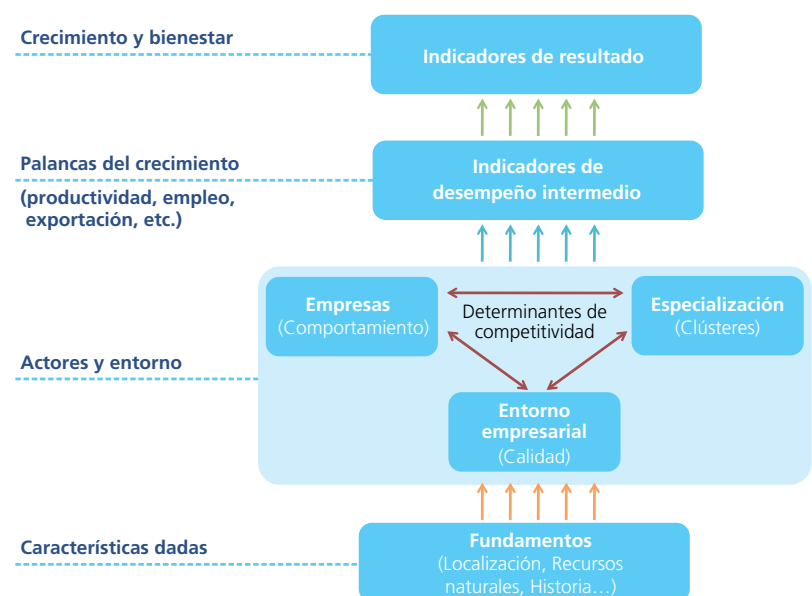 Crecimiento y bienestar
Indicadores de resultado
Palancas del crecimiento
(productividad, empleo,
exportación, etc.)
Indicadores de
desempeño intermedio
Empresas
(Comportamiento)
Determinantes de
competitividad
Especialización
(Clústeres)
Actores y entorno
Entorno
empresarial
(Calidad)
Características dadas
Fundamentos
(Localización, Recursos
naturales, Historia…)